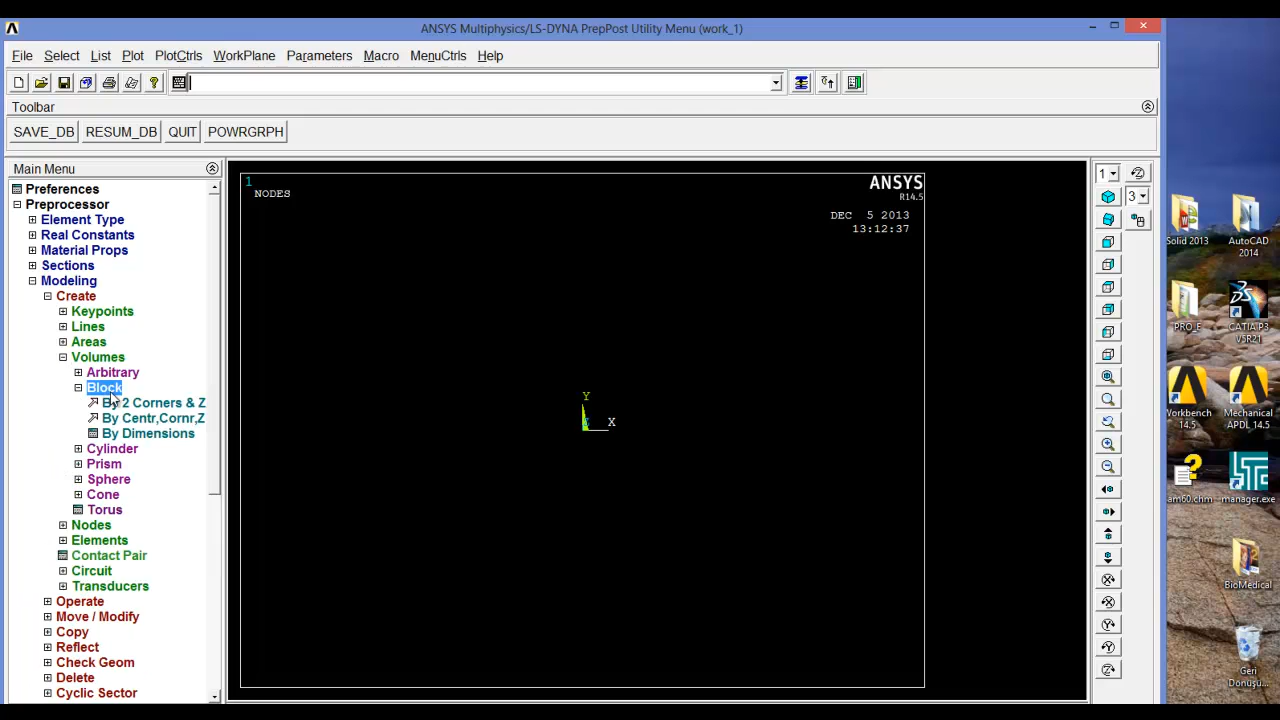 ANSYS Multiphysics/LS-DYNA PrepPost Utility Menu (work_1)
File Select List Plot PlotCtrls WorkPlane Parameters Macro MenuCtrls Help
Toolbar
SAVE_DB RESUM_DB QUIT POWRGRPH
Main Menu
Preferences
Preprocessor
Element Type
Real Constants
Material Props
Sections
Modeling
Create
Keypoints
Lines
Areas
Volumes
Arbitrary
Block
By 2 Corners & Z
By Centr,Cornr,Z
By Dimensions
Cylinder
Prism
Sphere
Cone
Torus
Nodes
Elements
Contact Pair
Circuit
Transducers
Operate
Move / Modify
Copy
Reflect
Check Geom
Delete
Cyclic Sector
1
NODES
ANSYS
R14.5
DEC 5 2013
13:12:37
Y
X
1
3
Solid 2013
AutoCAD
2014
PRO_E
CATIA P3
V5R21
Workbench
14.5
Mechanical
APDL 14.5
sam60.chm
manager.exe
BioMedical
Geri
Dönüşü...